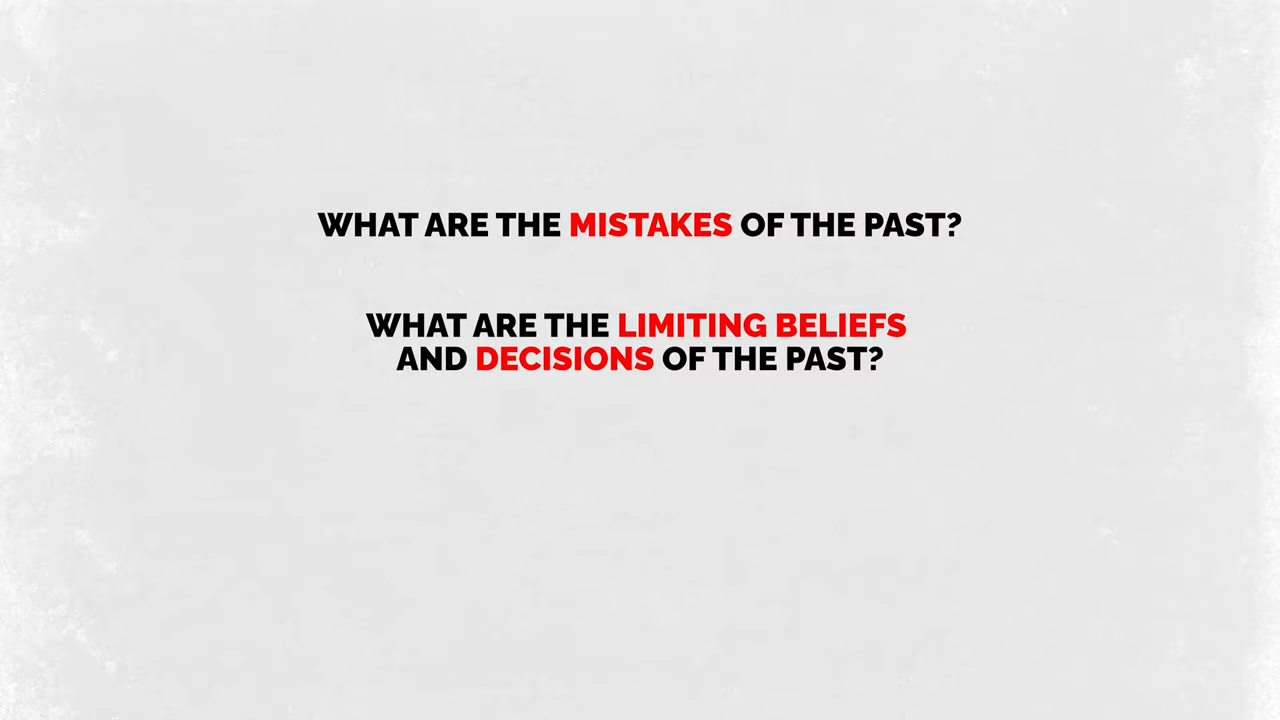 WHAT ARE THE MISTAKES OF THE PAST?
WHAT ARE THE LIMITING BELIEFS
AND DECISIONS OF THE PAST?